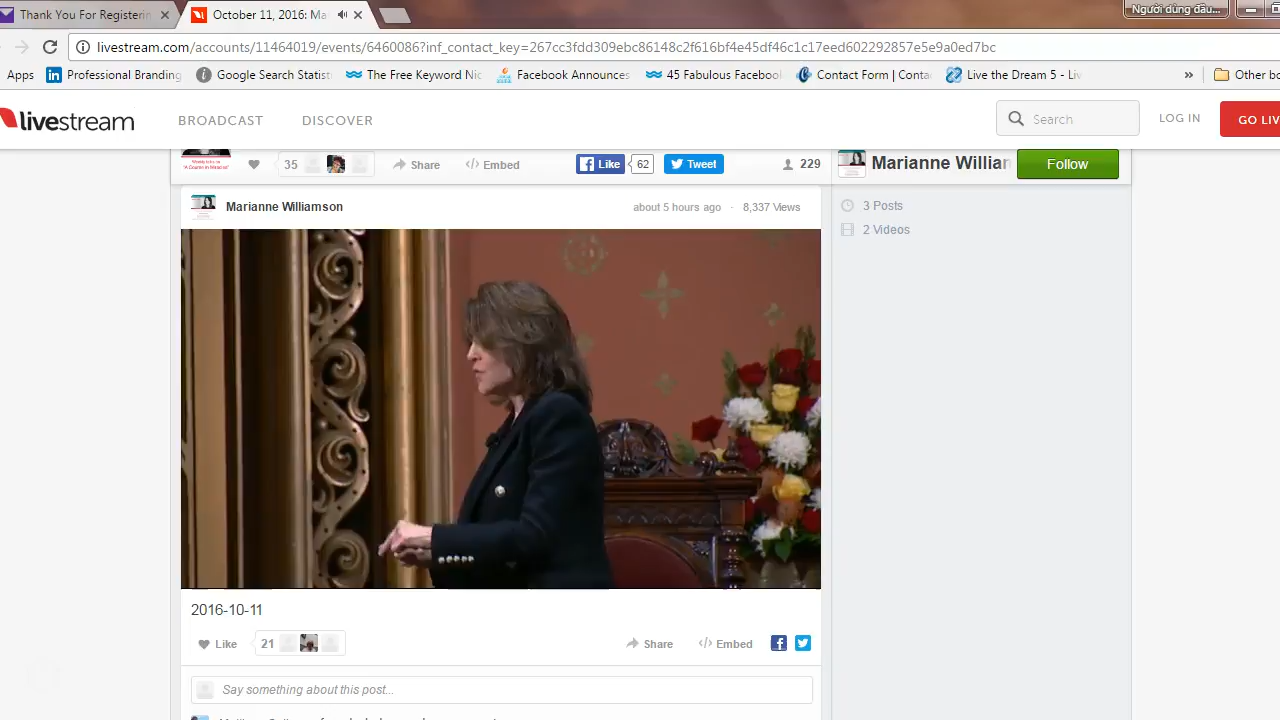 Thank You For Registerin
October 11, 2016: Ma
Người dùng đầu...
livestream.com/accounts/11464019/events/6460086?inf_contact_key=267cc3fdd309ebc86148c2f616bf4e45df46c1c17eed602292857e5e9a0ed7bc
Apps
Professional Branding
Google Search Statist
The Free Keyword Nic
Facebook Announces
45 Fabulous Facebook
Contact Form | Conta
Live the Dream 5 - Liv
»
Other bo
livestream
BROADCAST
DISCOVER
Search
LOG IN
GO LIV
35
Share
Embed
Like
62
Tweet
229
Marianne Willian
Follow
Marianne Williamson
about 5 hours ago · 8,337 Views
3 Posts
2 Videos
2016-10-11
Like
21
Share
Embed
Say something about this post...